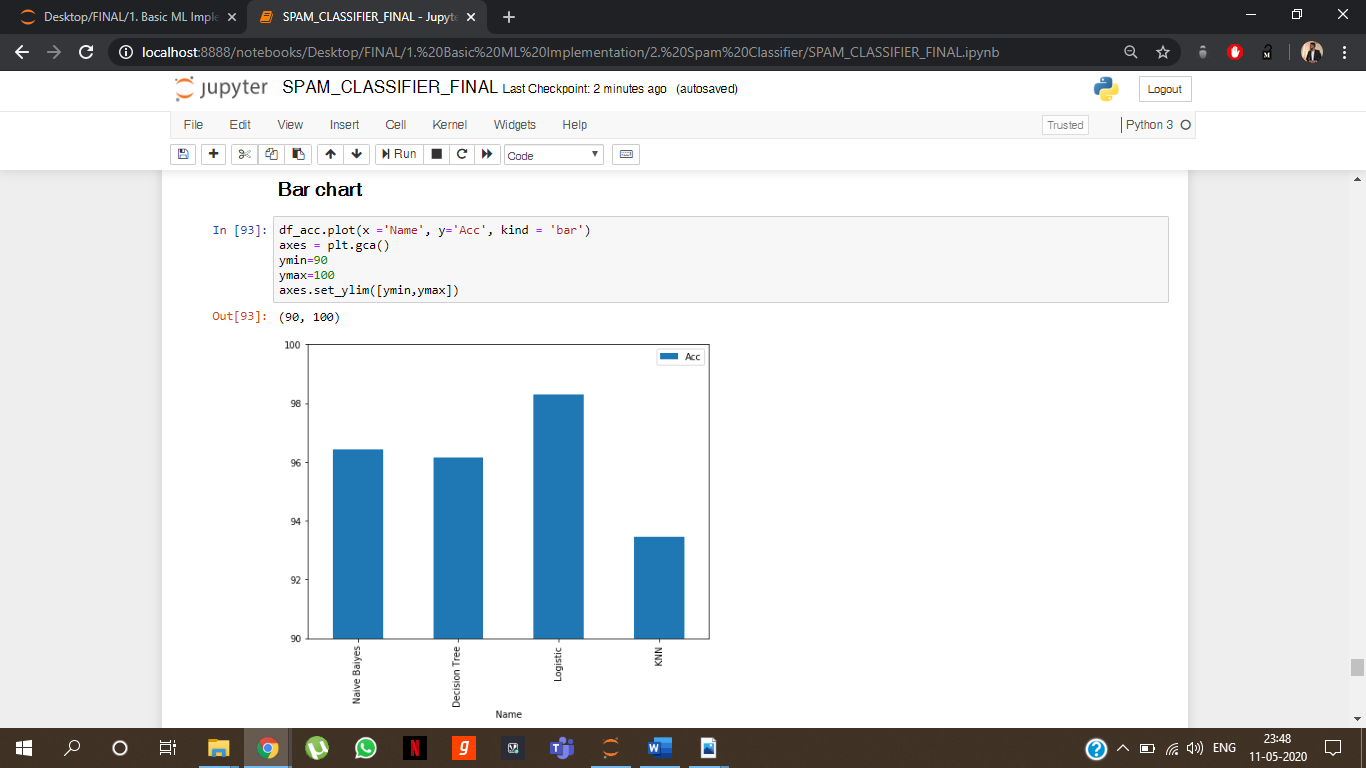 Desktop/FINAL/1. Basic ML Imple
SPAM_CLASSIFIER_FINAL - Jupyte
localhost:8888/notebooks/Desktop/FINAL/1.%20Basic%20ML%20Implementation/2.%20Spam%20Classifier/SPAM_CLASSIFIER_FINAL.ipynb
jupyter SPAM_CLASSIFIER_FINAL Last Checkpoint: 2 minutes ago (autosaved)
Logout
File Edit View Insert Cell Kernel Widgets Help
Trusted
Python 3
Run
Code
Bar chart
In [93]:
df_acc.plot(x ='Name', y='Acc', kind = 'bar')
axes = plt.gca()
ymin=90
ymax=100
axes.set_ylim([ymin,ymax])
Out[93]: (90, 100)
100
98
96
94
92
90
Acc
Naive Baiyes
Decision Tree
Logistic
KNN
Name
ENG
23:48
11-05-2020